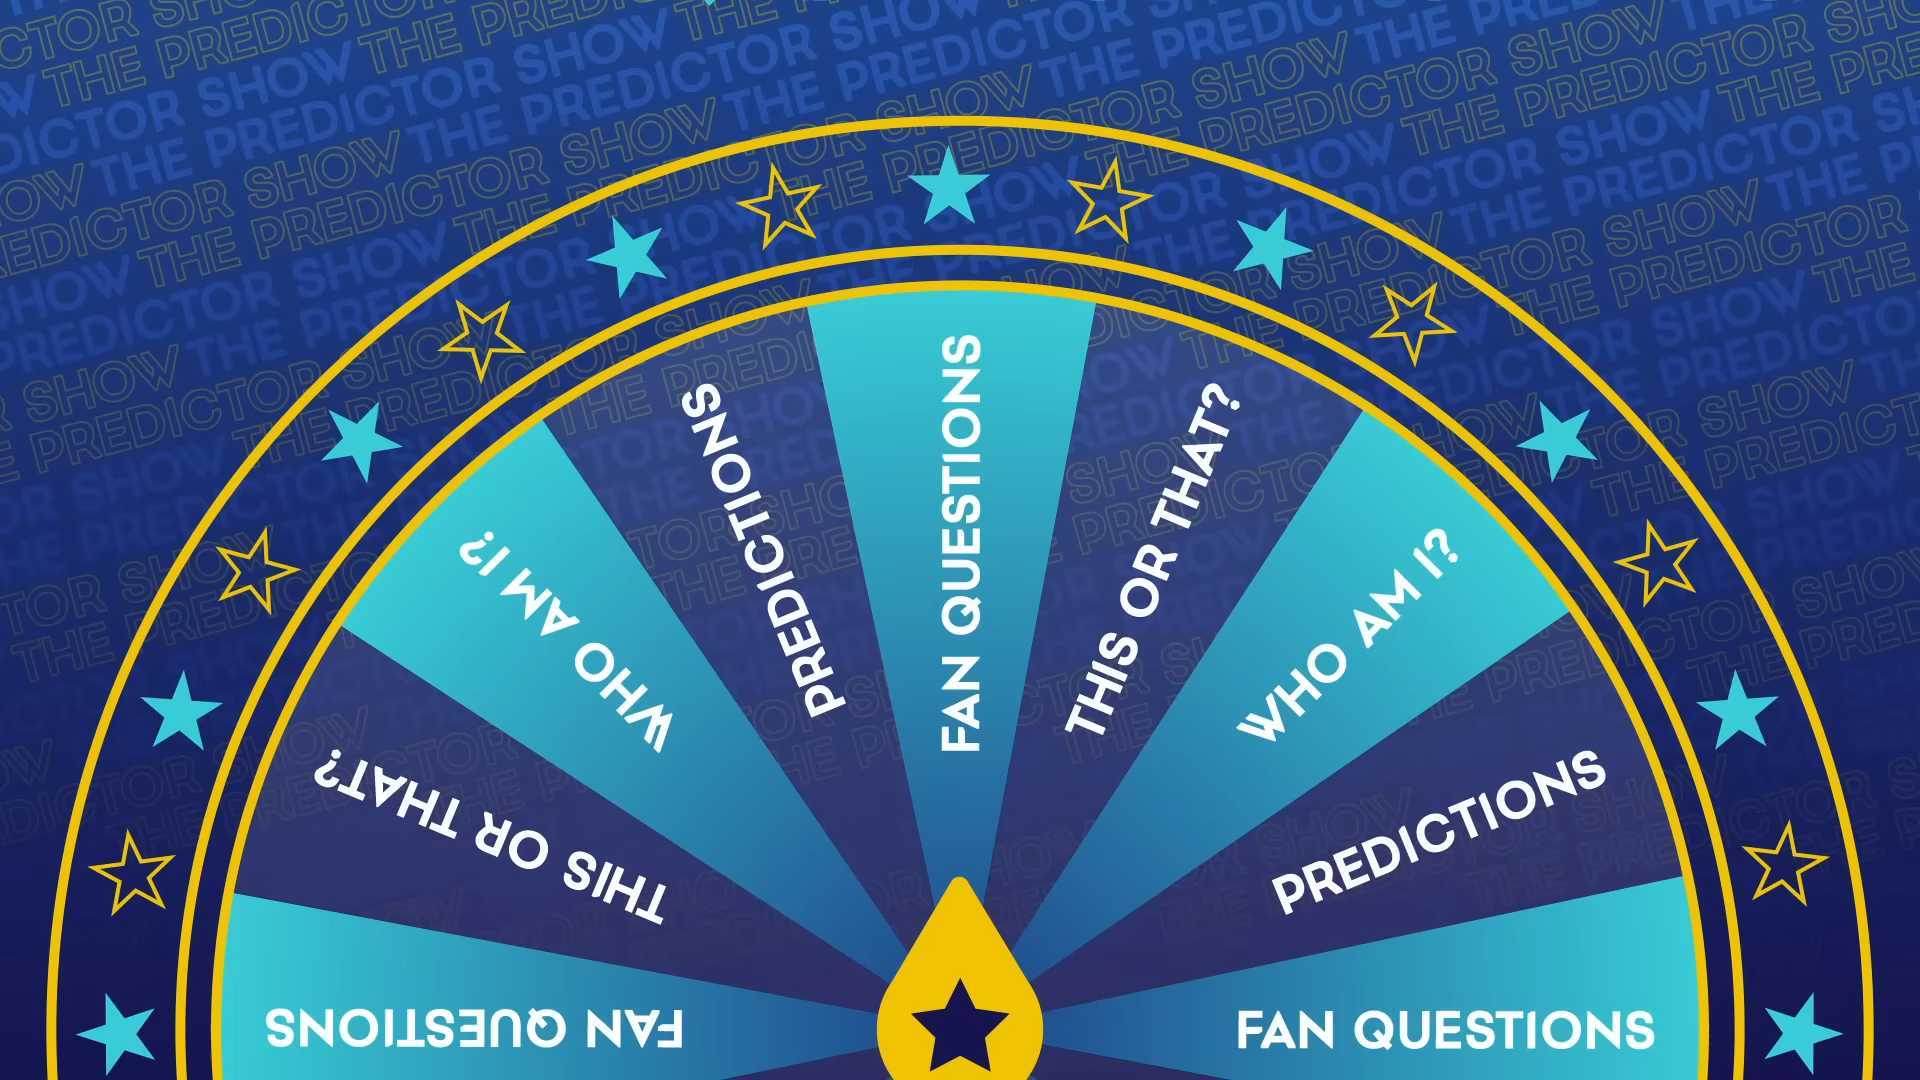 THE PREDICTOR SHOW
FAN QUESTIONS
THIS OR THAT?
WHO AM I?
PREDICTIONS
FAN QUESTIONS
THIS OR THAT?
WHO AM I?
PREDICTIONS
FAN QUESTIONS